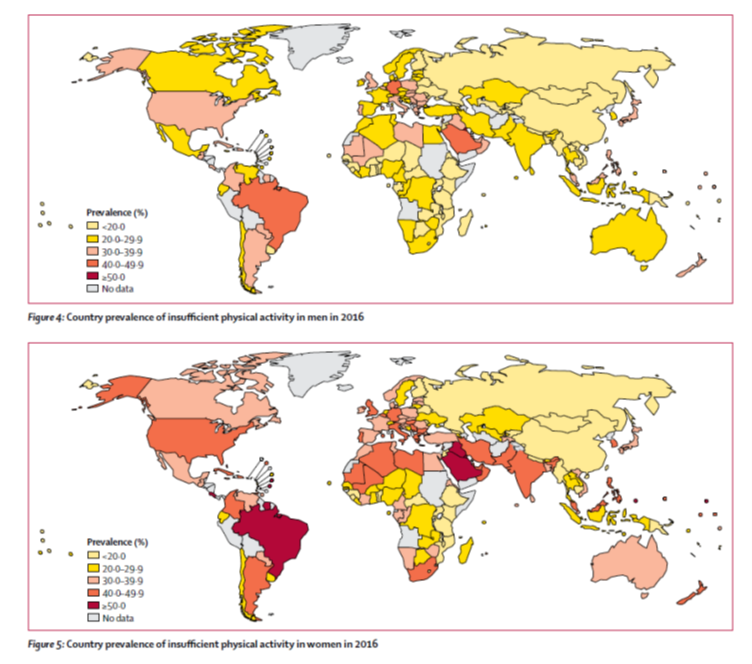 Prevalence (%)
<20·0
20·0–29·9
30·0–39·9
40·0–49·9
≥50·0
No data
Figure 4: Country prevalence of insufficient physical activity in men in 2016
Prevalence (%)
<20·0
20·0–29·9
30·0–39·9
40·0–49·9
≥50·0
No data
Figure 5: Country prevalence of insufficient physical activity in women in 2016